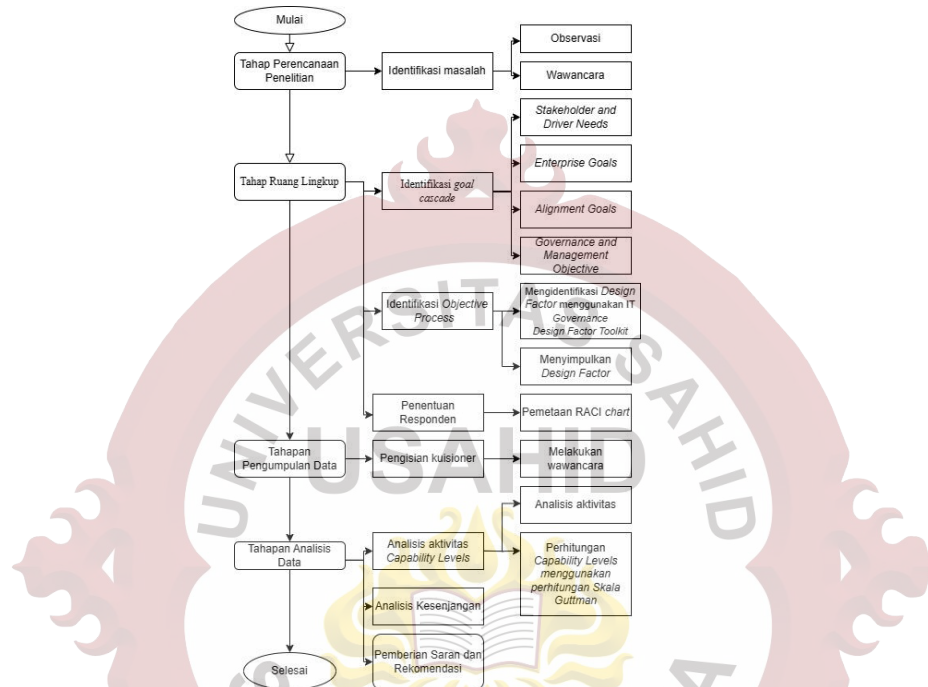 Mulai
Observasi
Tahap Perencanaan
Penelitian
Identifikasi masalah
Wawancara
Stakeholder and
Driver Needs
Enterprise Goals
Tahap Ruang Lingkup
Identifikasi goal
cascade
Alignment Goals
Governance and
Management
Objective
Identifikasi Objective
Process
Mengidentifikasi Design
Factor menggunakan IT
Governance
Design Factor Toolkit
Menyimpulkan
Design Factor
Penentuan
Responden
Pemetaan RACI chart
Tahapan
Pengumpulan Data
Pengisian kuisioner
Melakukan
wawancara
Analisis aktivitas
Tahapan Analisis
Data
Analisis aktivitas
Capability Levels
Perhitungan
Capability Levels
menggunakan
perhitungan Skala
Guttman
Analisis Kesenjangan
Pemberian Saran dan
Rekomendasi
Selesai
UNIVERSITAS SAHID
USAHID
S
A